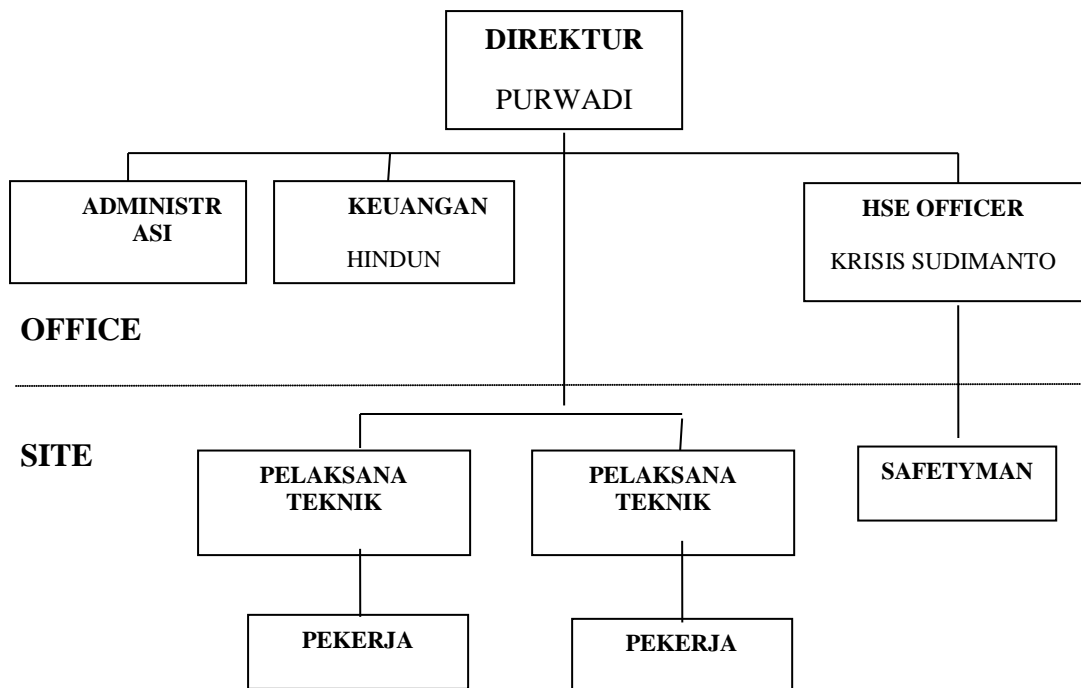 DIREKTUR
PURWADI
ADMINISTR
ASI
KEUANGAN
HINDUN
HSE OFFICER
KRISIS SUDIMANTO
OFFICE
SITE
PELAKSANA
TEKNIK
PELAKSANA
TEKNIK
SAFETYMAN
PEKERJA
PEKERJA